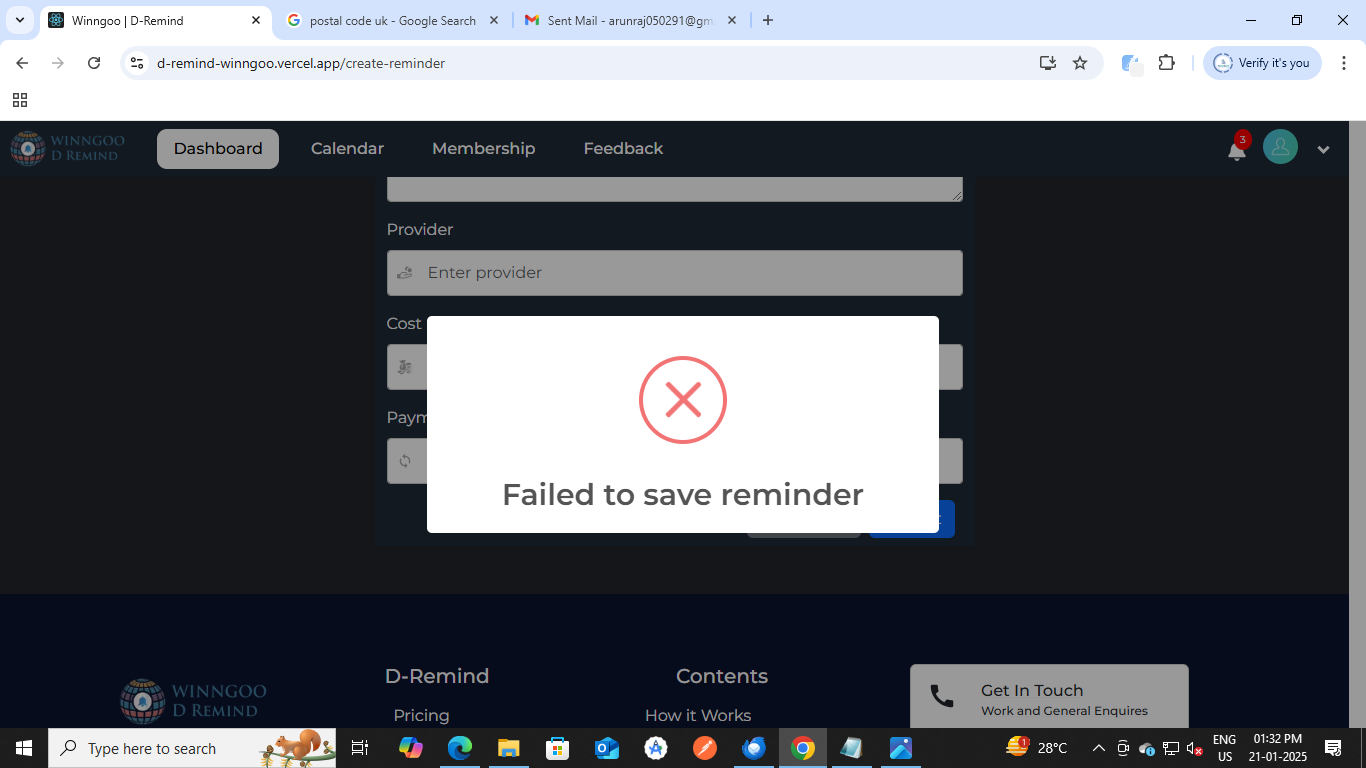 Winngoo | D-Remind
postal code uk - Google Search
Sent Mail - arunraj050291@gm
d-remind-winngoo.vercel.app/create-reminder
Verify it's you
WINNGOO
D REMIND
Dashboard
Calendar
Membership
Feedback
3
Provider
Enter provider
Cost
Paym
Failed to save reminder
WINNGOO
D REMIND
D-Remind
Pricing
Contents
How it Works
Get In Touch
Work and General Enquires
Type here to search
1
28°C
ENG
US
01:32 PM
21-01-2025